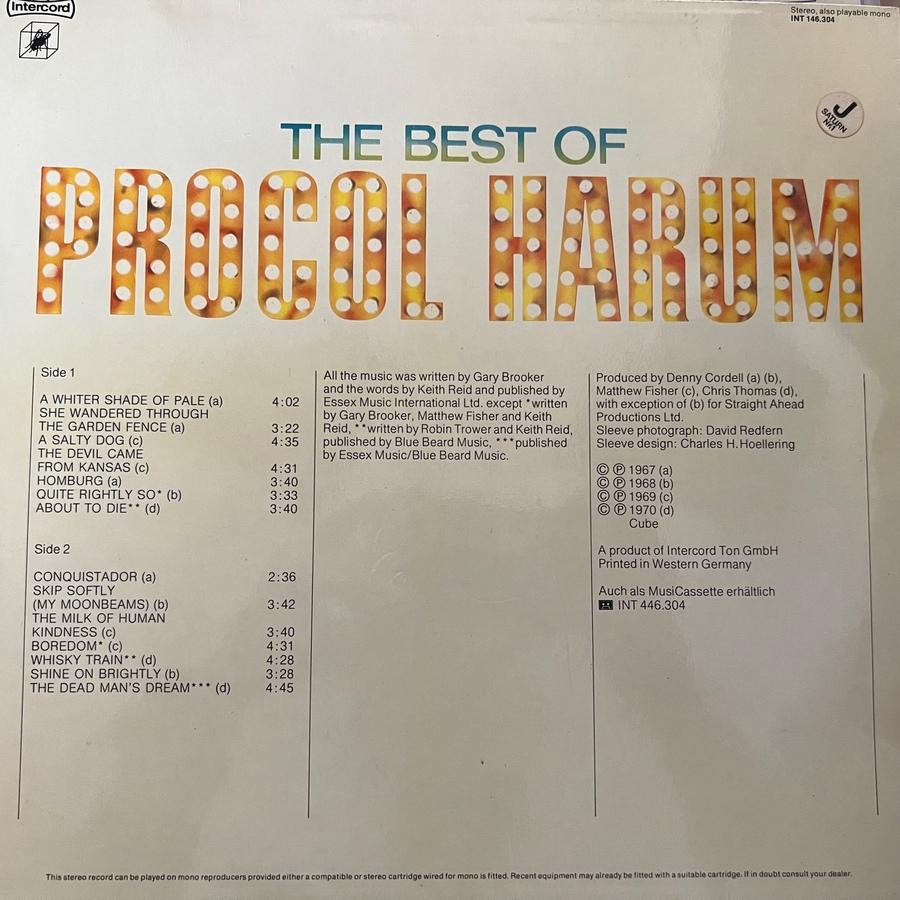 Intercord
Stereo, also playable mono
INT 146.304
J
SATURN
Nr.1
THE BEST OF
PROCOL HARUM
Side 1
A WHITER SHADE OF PALE (a) 4:02
SHE WANDERED THROUGH
THE GARDEN FENCE (a) 3:22
A SALTY DOG (c) 4:35
THE DEVIL CAME
FROM KANSAS (c) 4:31
HOMBURG (a) 3:40
QUITE RIGHTLY SO* (b) 3:33
ABOUT TO DIE** (d) 3:40
Side 2
CONQUISTADOR (a) 2:36
SKIP SOFTLY
(MY MOONBEAMS) (b) 3:42
THE MILK OF HUMAN
KINDNESS (c) 3:40
BOREDOM* (c) 4:31
WHISKY TRAIN** (d) 4:28
SHINE ON BRIGHTLY (b) 3:28
THE DEAD MAN'S DREAM*** (d) 4:45
All the music was written by Gary Brooker
and the words by Keith Reid and published by
Essex Music International Ltd. except *written
by Gary Brooker, Matthew Fisher and Keith
Reid, **written by Robin Trower and Keith Reid,
published by Blue Beard Music, ***published
by Essex Music/Blue Beard Music.
Produced by Denny Cordell (a) (b),
Matthew Fisher (c), Chris Thomas (d),
with exception of (b) for Straight Ahead
Productions Ltd.
Sleeve photograph: David Redfern
Sleeve design: Charles H. Hoellering
© ℗ 1967 (a)
© ℗ 1968 (b)
© ℗ 1969 (c)
© ℗ 1970 (d)
Cube
A product of Intercord Ton GmbH
Printed in Western Germany
Auch als MusiCassette erhältlich
INT 446.304
This stereo record can be played on mono reproducers provided either a compatible or stereo cartridge wired for mono is fitted. Recent equipment may already be fitted with a suitable cartridge. If in doubt consult your dealer.